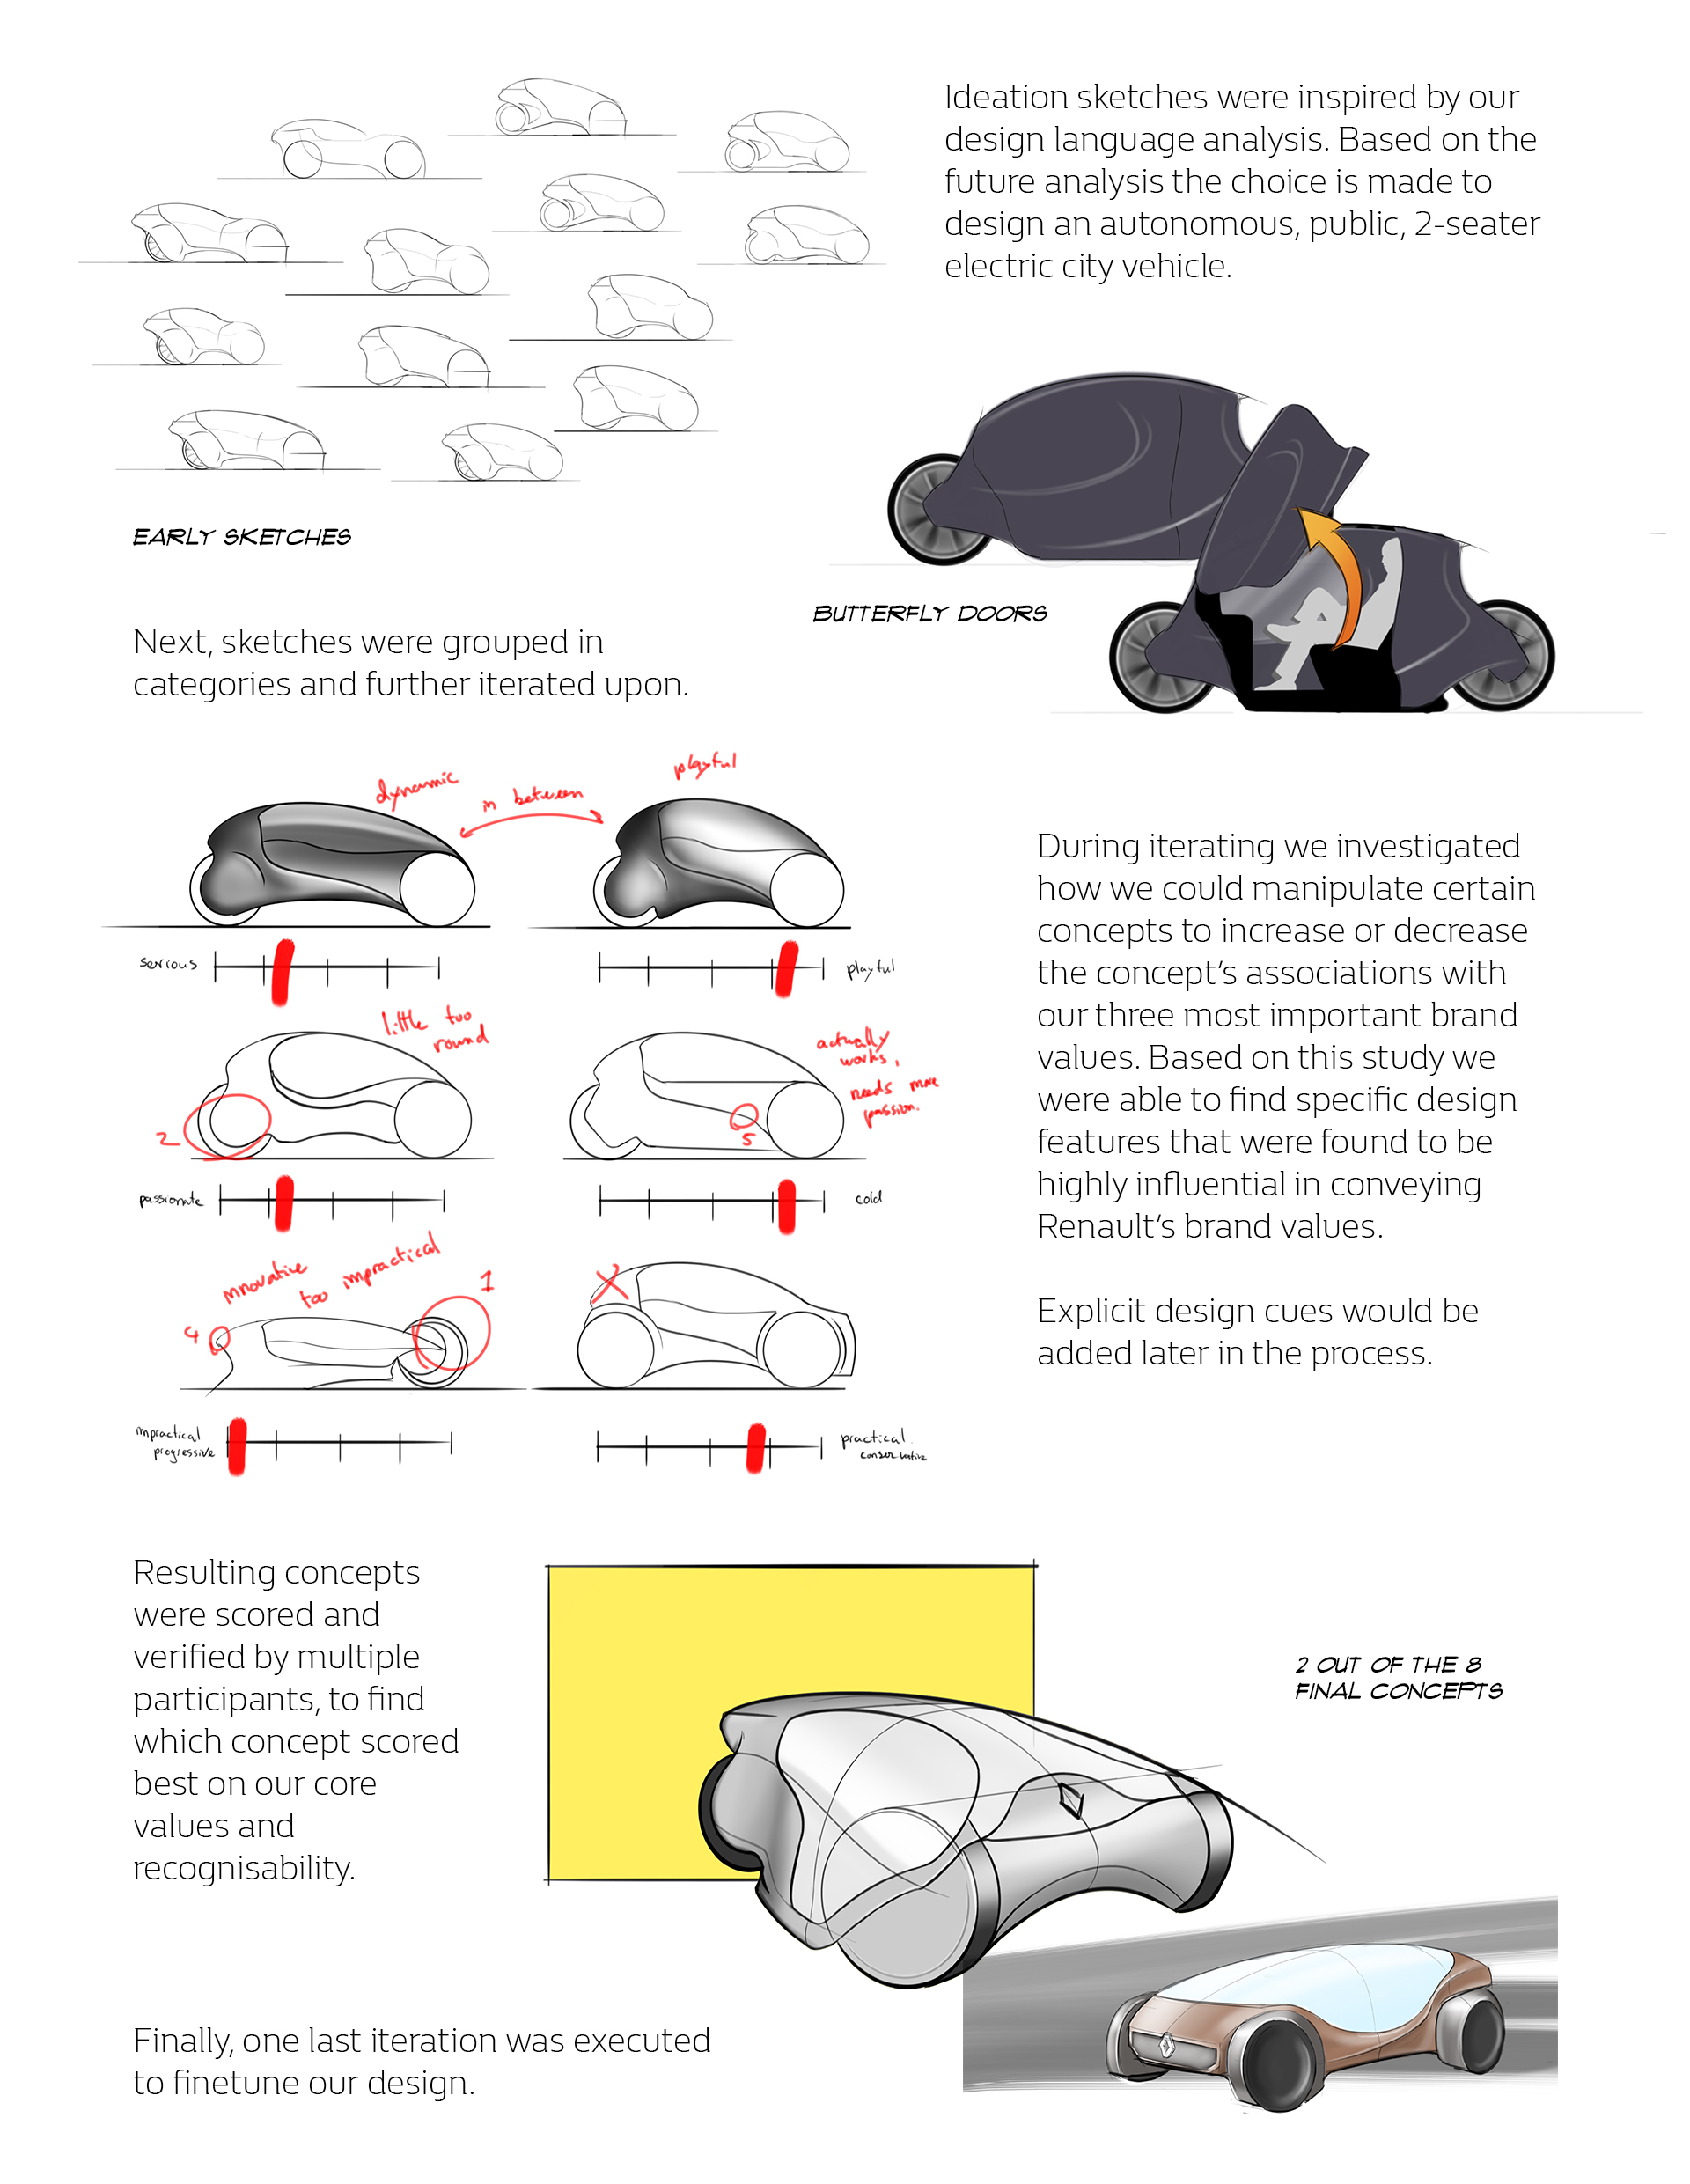 Ideation sketches were inspired by our
design language analysis. Based on the
future analysis the choice is made to
design an autonomous, public, 2-seater
electric city vehicle.
EARLY SKETCHES
BUTTERFLY DOORS
Next, sketches were grouped in
categories and further iterated upon.
dynamic
in between
playful
serious
playful
little too
round
actually
works,
needs more
passion.
2
5
passionate
cold
innovative
too impractical
1
4
impractical
progressive
practical.
conservative
During iterating we investigated
how we could manipulate certain
concepts to increase or decrease
the concept's associations with
our three most important brand
values. Based on this study we
were able to find specific design
features that were found to be
highly influential in conveying
Renault's brand values.
Explicit design cues would be
added later in the process.
Resulting concepts
were scored and
verified by multiple
participants, to find
which concept scored
best on our core
values and
recognisability.
2 OUT OF THE 8
FINAL CONCEPTS
Finally, one last iteration was executed
to finetune our design.